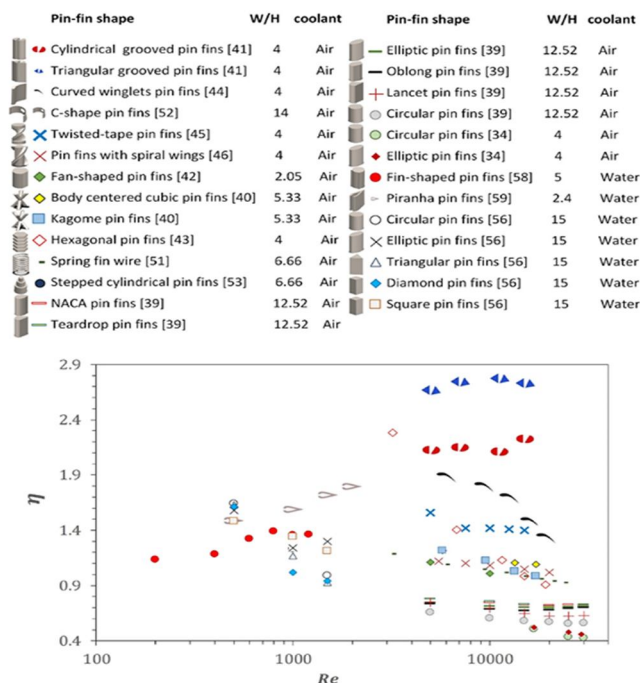 Pin-fin shape W/H coolant
Cylindrical grooved pin fins [41] 4 Air
Triangular grooved pin fins [41] 4 Air
Curved winglets pin fins [44] 4 Air
C-shape pin fins [52] 14 Air
Twisted-tape pin fins [45] 4 Air
Pin fins with spiral wings [46] 4 Air
Fan-shaped pin fins [42] 2.05 Air
Body centered cubic pin fins [40] 5.33 Air
Kagome pin fins [40] 5.33 Air
Hexagonal pin fins [43] 4 Air
Spring fin wire [51] 6.66 Air
Stepped cylindrical pin fins [53] 6.66 Air
NACA pin fins [39] 12.52 Air
Teardrop pin fins [39] 12.52 Air
Pin-fin shape W/H coolant
Elliptic pin fins [39] 12.52 Air
Oblong pin fins [39] 12.52 Air
Lancet pin fins [39] 12.52 Air
Circular pin fins [39] 12.52 Air
Circular pin fins [34] 4 Air
Elliptic pin fins [34] 4 Air
Fin-shaped pin fins [58] 5 Water
Piranha pin fins [59] 2.4 Water
Circular pin fins [56] 15 Water
Elliptic pin fins [56] 15 Water
Triangular pin fins [56] 15 Water
Diamond pin fins [56] 15 Water
Square pin fins [56] 15 Water
2.9
2.4
1.9
η
1.4
0.9
0.4
100 1000 10000
Re